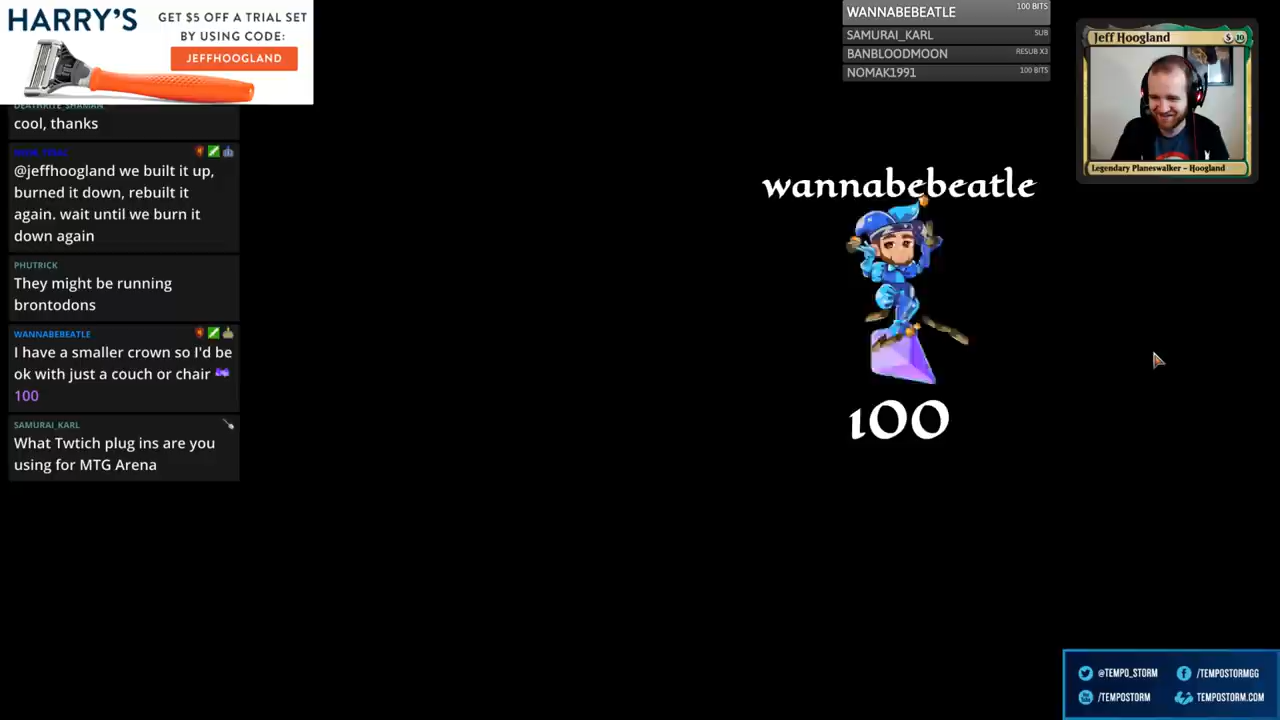 HARRY'S
GET $5 OFF A TRIAL SET
BY USING CODE:
JEFFHOOGLAND
DEATHRITE_SHAMAN
cool, thanks
@jeffhoogland we built it up,
burned it down, rebuilt it
again. wait until we burn it
down again
PHUTRICK
They might be running
brontodons
WANNABEBEATLE
I have a smaller crown so I'd be
ok with just a couch or chair
100
SAMURAI_KARL
What Twtich plug ins are you
using for MTG Arena
WANNABEBEATLE 100 BITS
SAMURAI_KARL SUB
BANBLOODMOON RESUB X3
NOMAK1991 100 BITS
wannabebeatle
100
Jeff Hoogland 10
Legendary Planeswalker – Hoogland
@TEMPO_STORM /TEMPOSTORMGG
/TEMPOSTORM TEMPOSTORM.COM